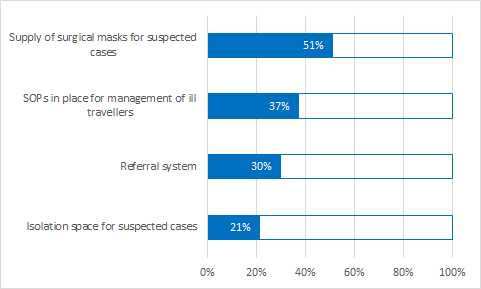 Supply of surgical masks for suspected
cases
51%
SOPs in place for management of ill
travellers
37%
Referral system
30%
Isolation space for suspected cases
21%
0% 20% 40% 60% 80% 100%